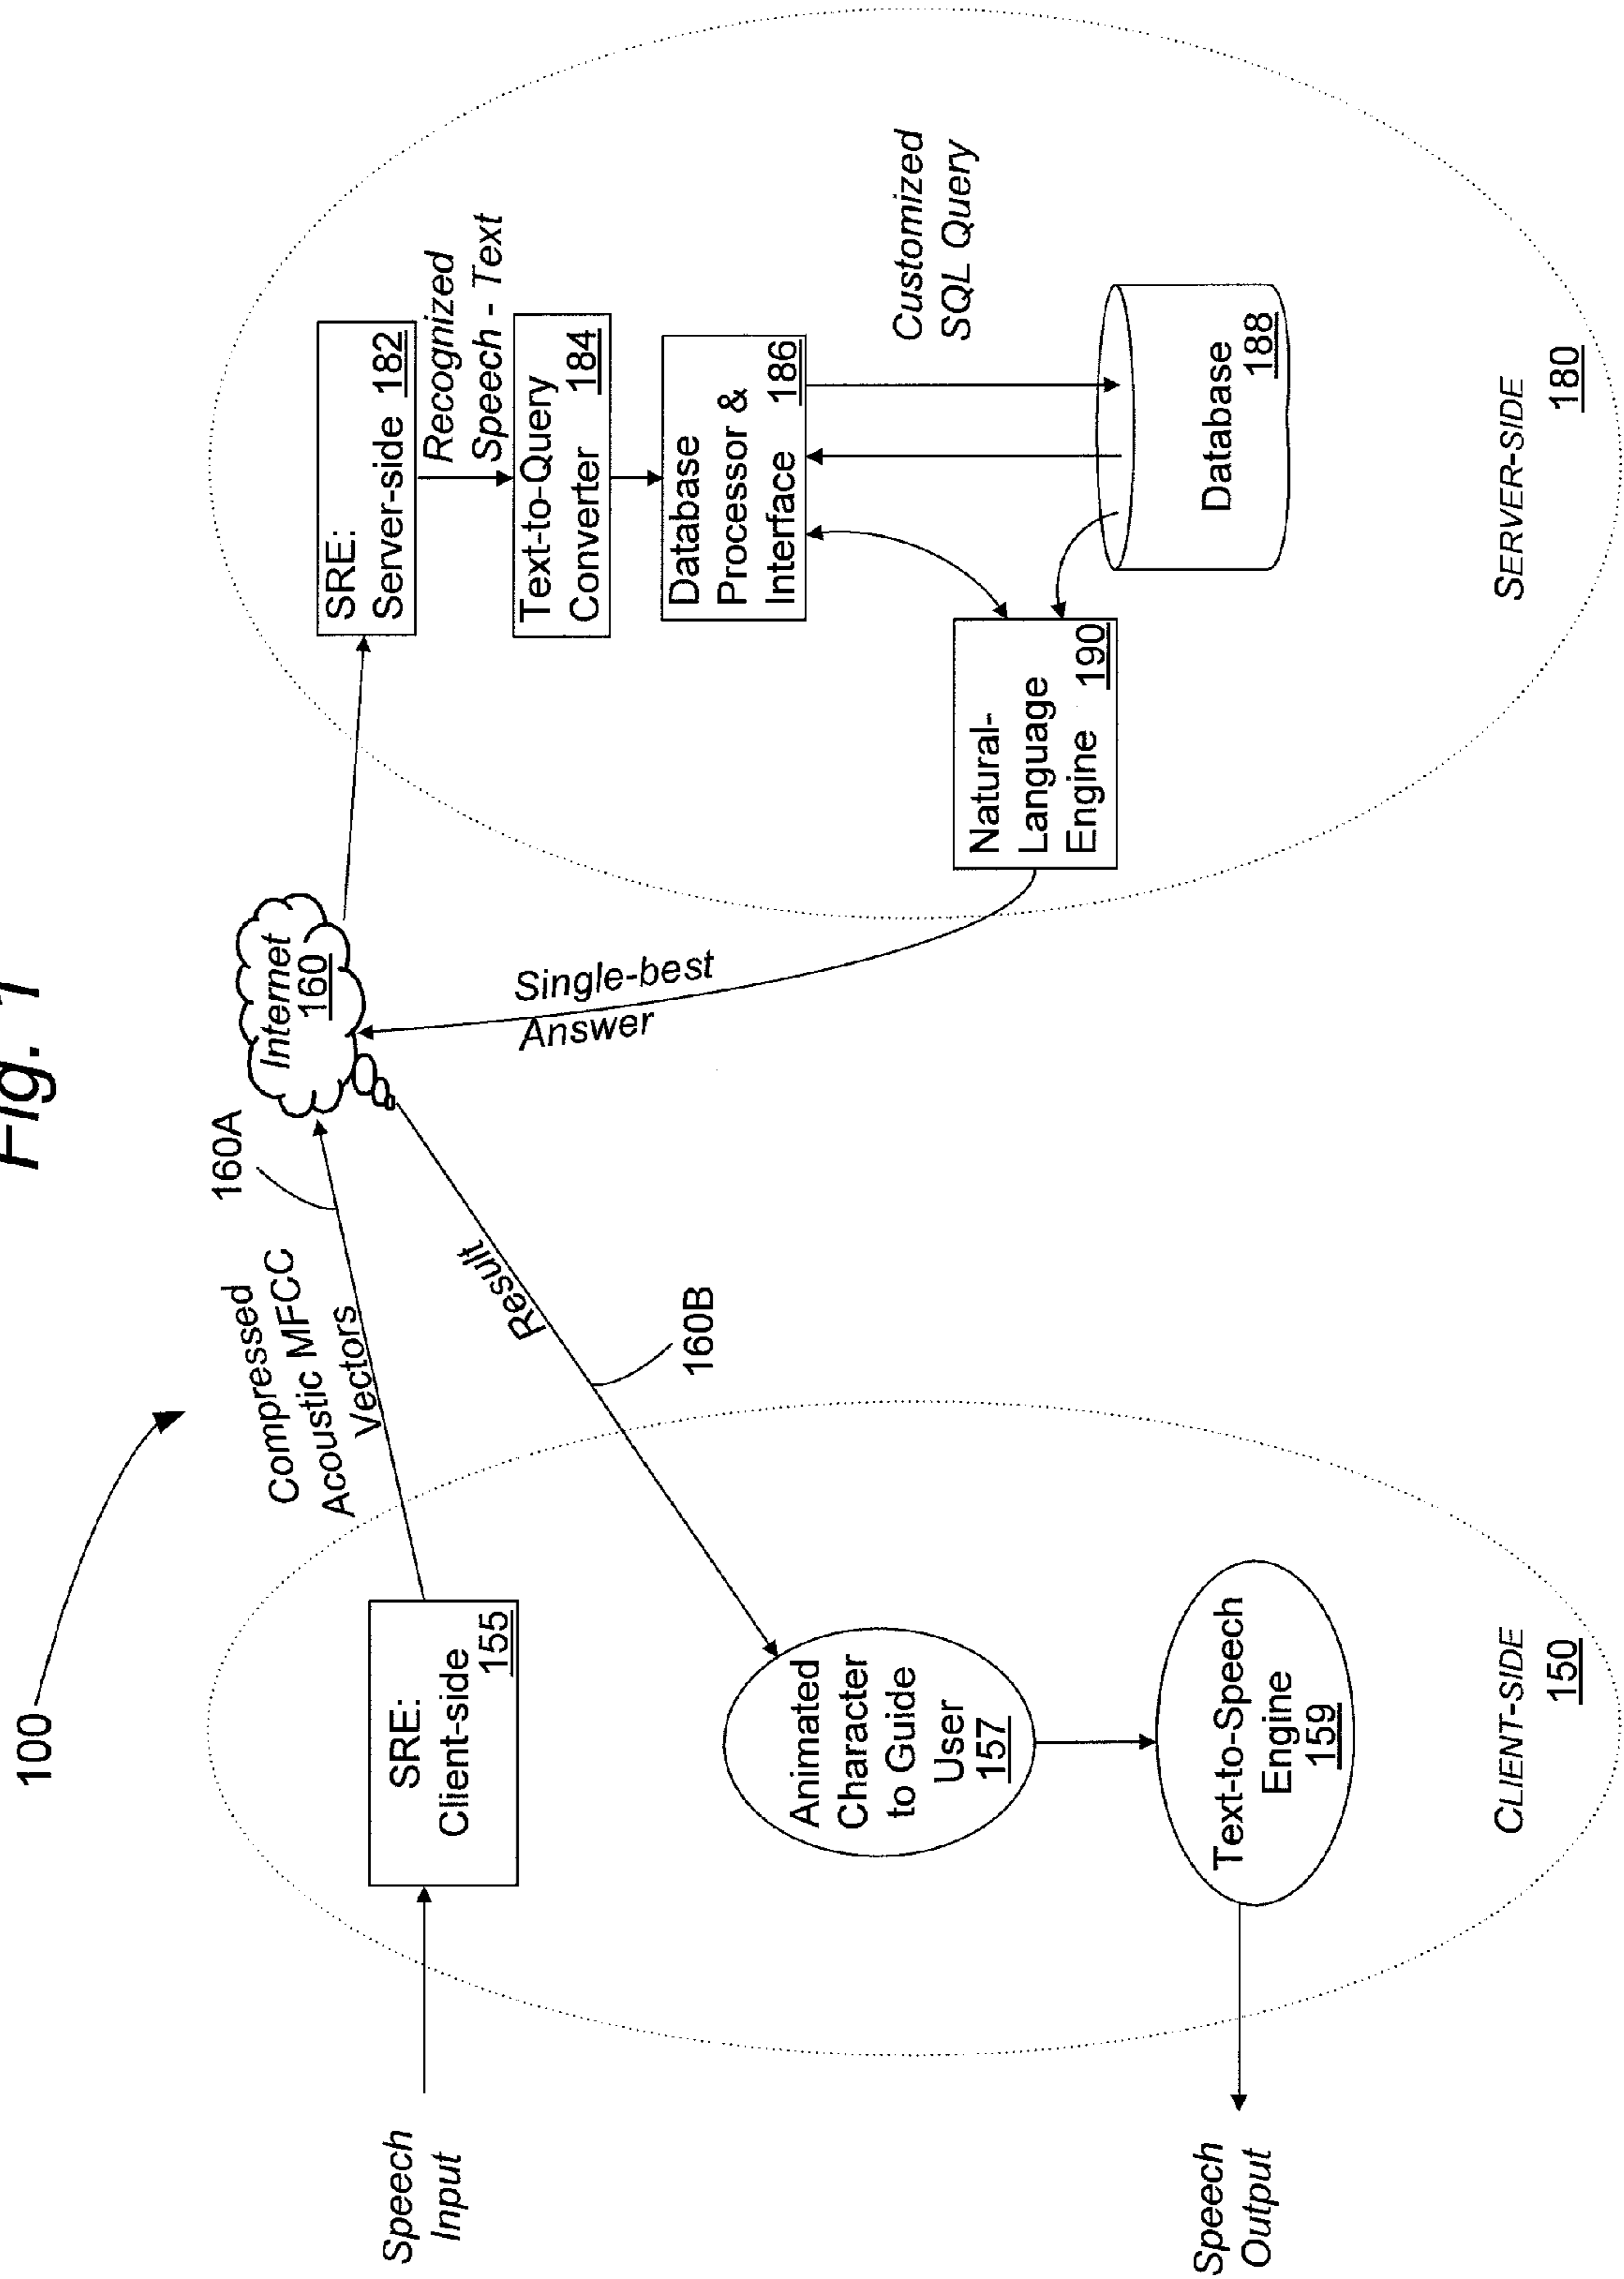 Fig. 1
100
Speech
Input
SRE:
Client-side
155
Compressed
Acoustic MFCC
Vectors
160A
Internet
160
Result
160B
Animated
Character
to Guide
User
157
Text-to-Speech
Engine
159
Speech
Output
CLIENT-SIDE
150
SRE:
Server-side 182
Recognized
Speech - Text
Text-to-Query
Converter 184
Database
Processor &
Interface 186
Customized
SQL Query
Database
188
Natural-
Language
Engine 190
Single-best
Answer
SERVER-SIDE
180